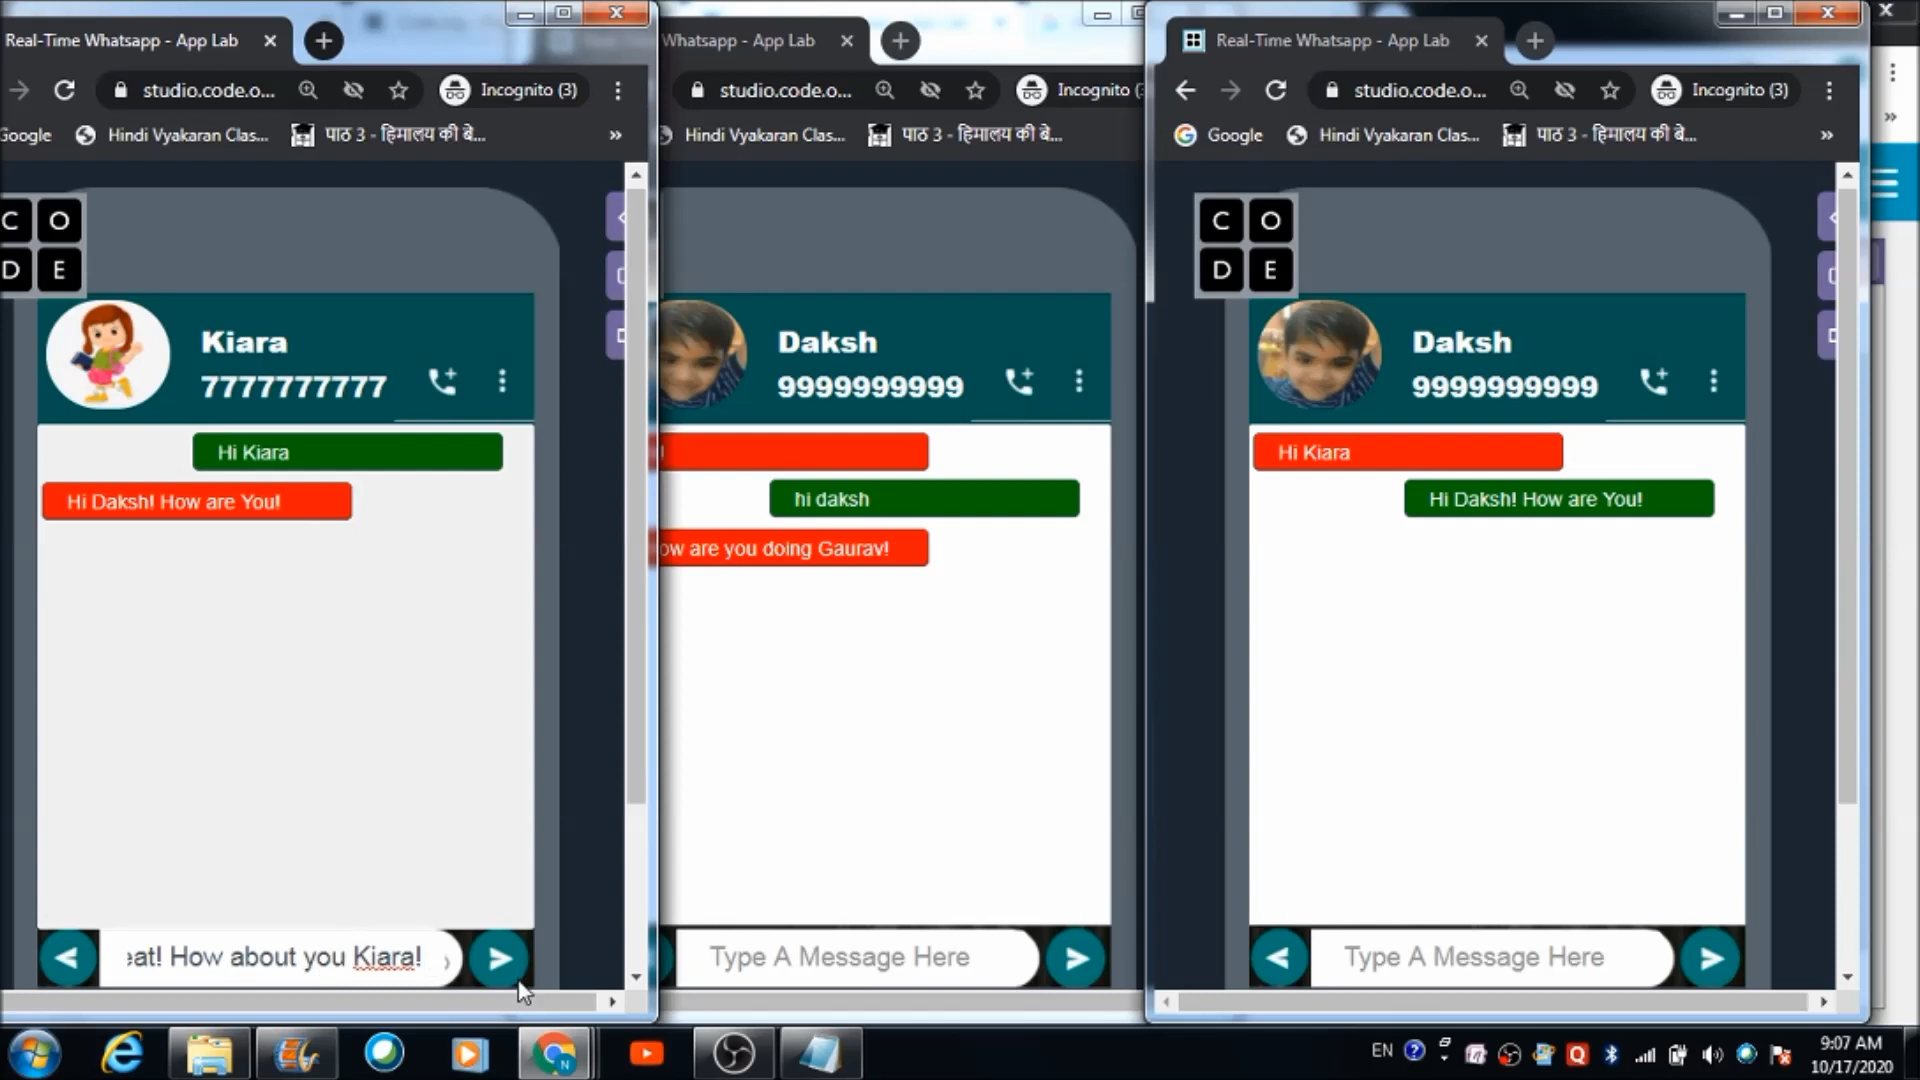 Real-Time Whatsapp - App Lab
studio.code.o...
Incognito (3)
Google
Hindi Vyakaran Clas...
पाठ 3 - हिमालय की बे...
»
C O
D E
Kiara
7777777777
Hi Kiara
Hi Daksh! How are You!
eat! How about you Kiara!
Whatsapp - App Lab
studio.code.o...
Incognito (3
Hindi Vyakaran Clas...
पाठ 3 - हिमालय की बे...
Daksh
9999999999
!
hi daksh
ow are you doing Gaurav!
Type A Message Here
Real-Time Whatsapp - App Lab
studio.code.o...
Incognito (3)
Google
Hindi Vyakaran Clas...
पाठ 3 - हिमालय की बे...
»
C O
D E
Daksh
9999999999
Hi Kiara
Hi Daksh! How are You!
Type A Message Here
»
EN
9:07 AM
10/17/2020